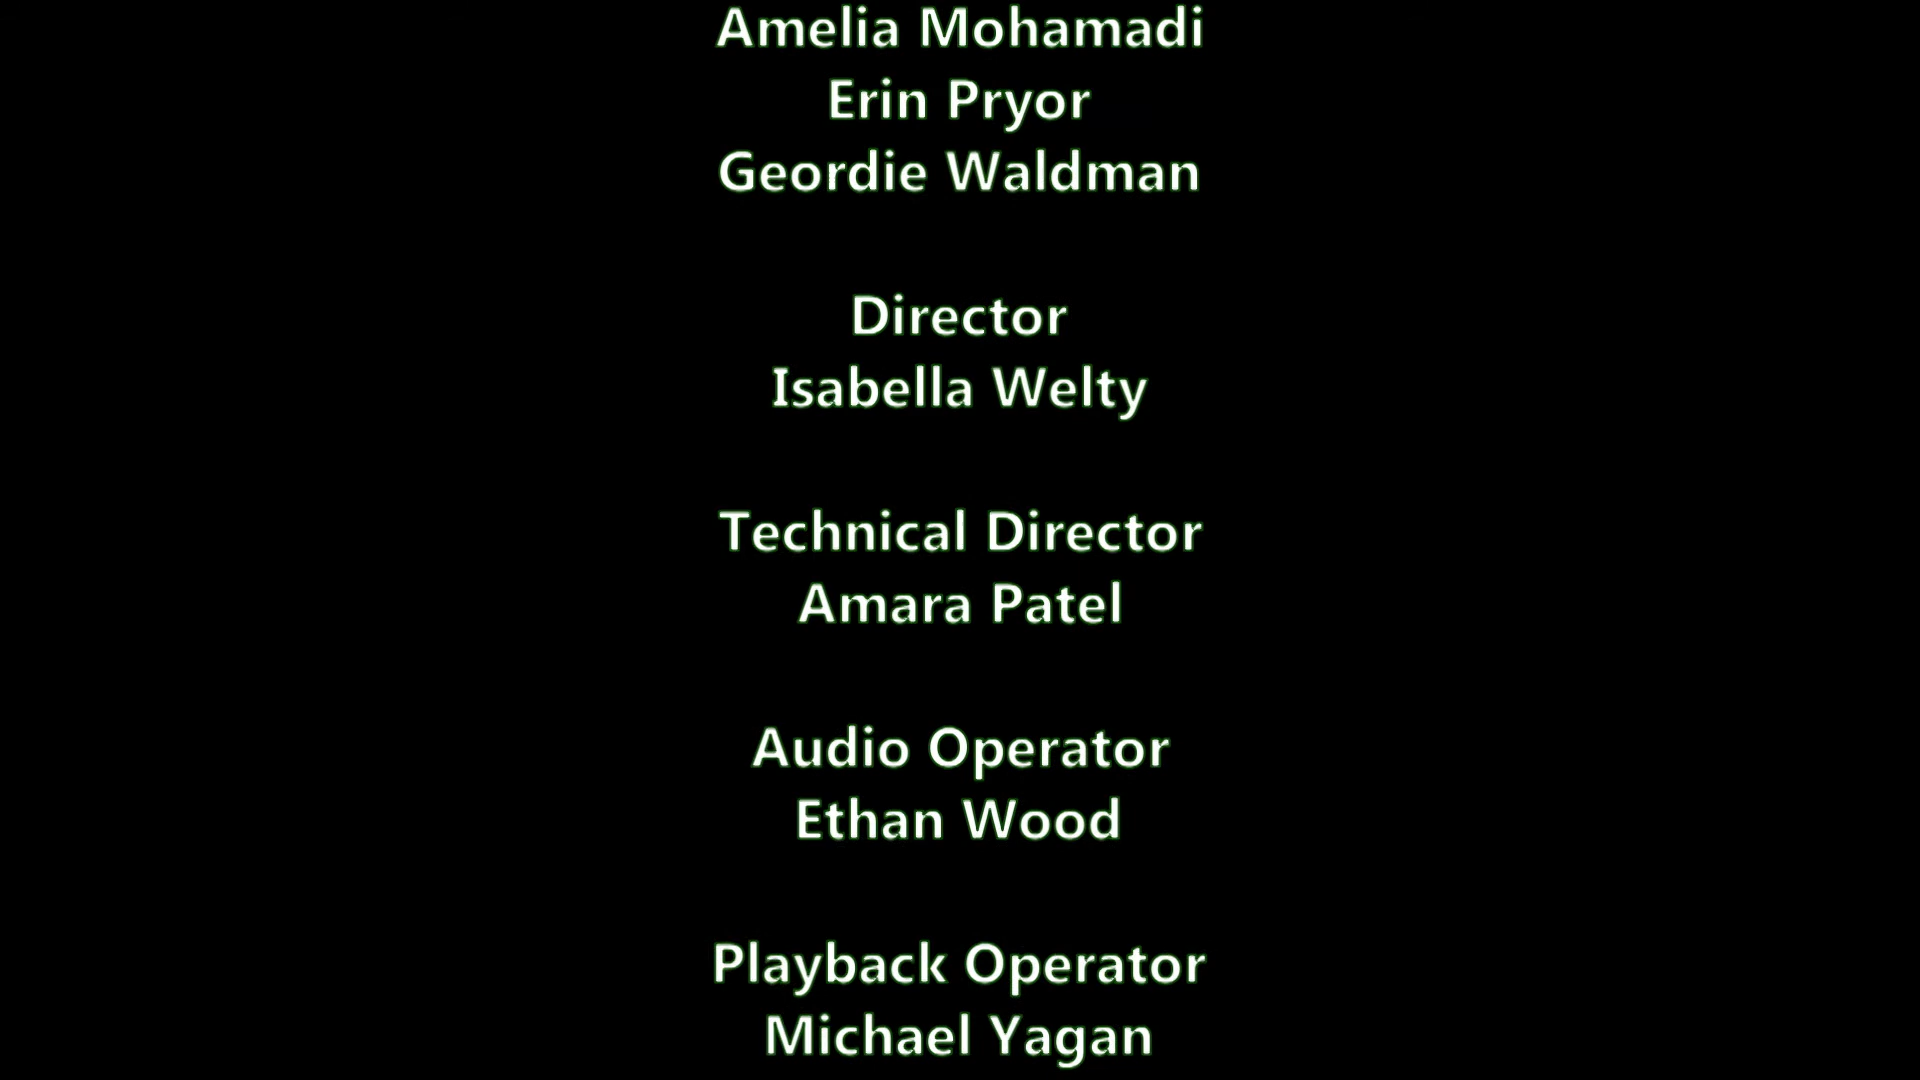 Amelia Mohamadi
Erin Pryor
Geordie Waldman
Director
Isabella Welty
Technical Director
Amara Patel
Audio Operator
Ethan Wood
Playback Operator
Michael Yagan